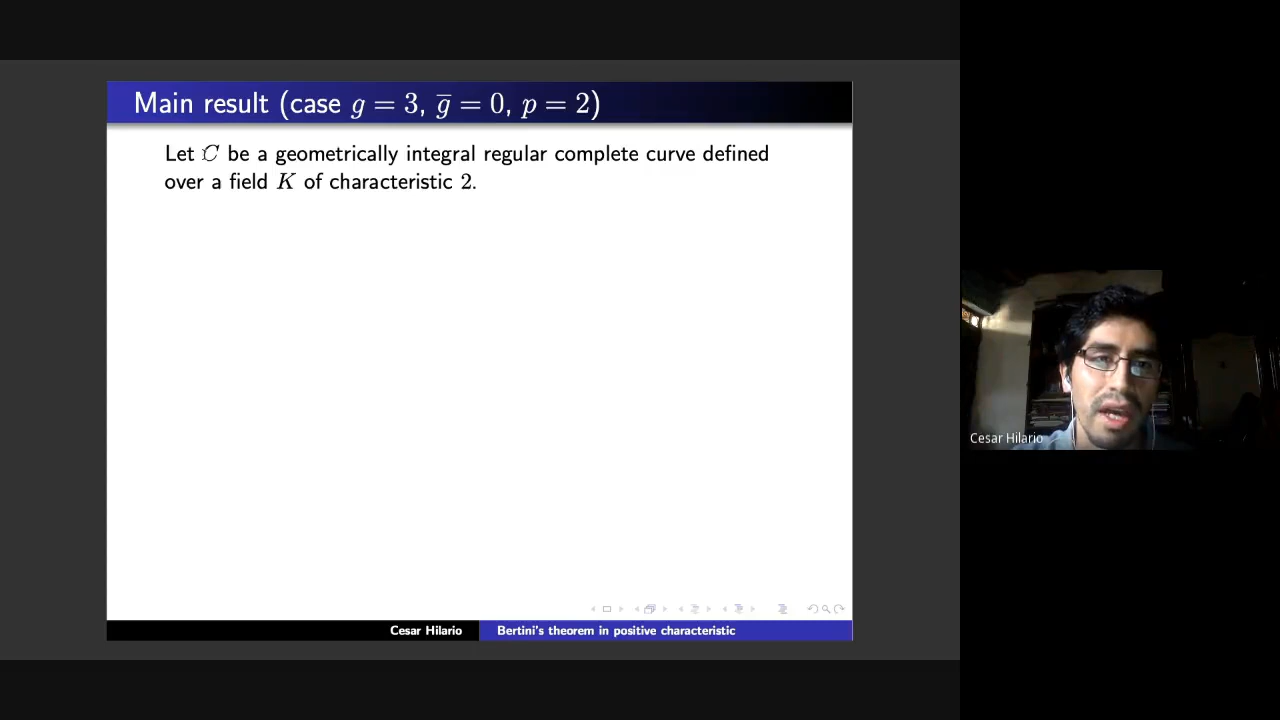 Main result (case g = 3, g̅ = 0, p = 2)
Let C be a geometrically integral regular complete curve defined
over a field K of characteristic 2.
Cesar Hilario
Cesar Hilario Bertini's theorem in positive characteristic